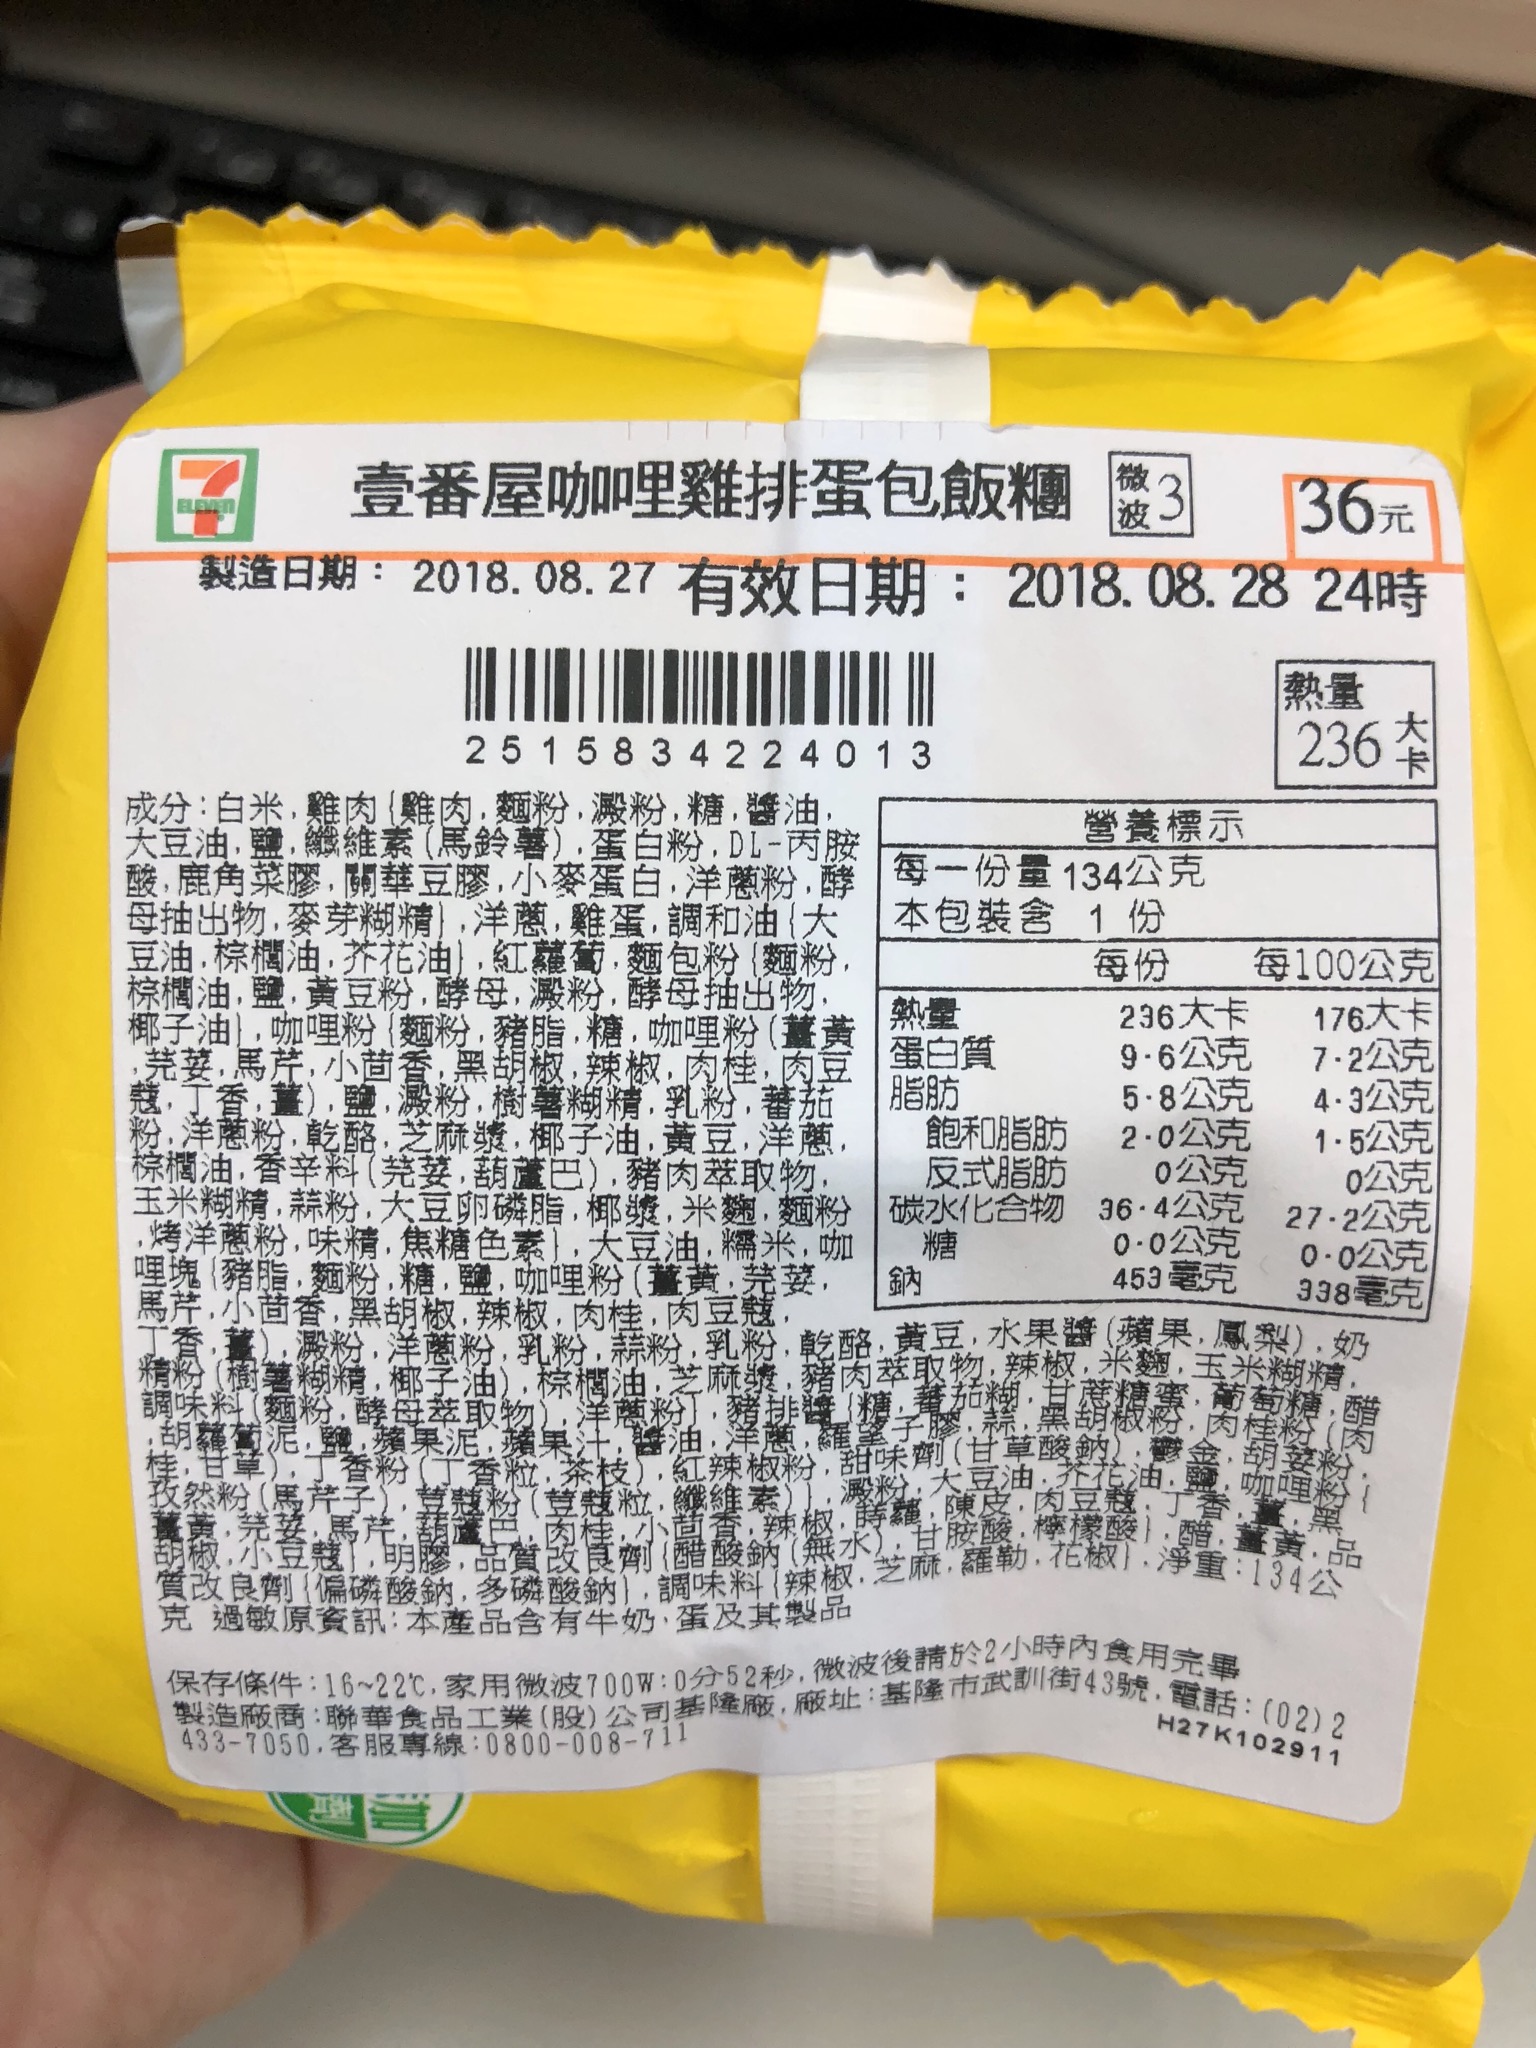 7
ELEVEN
壹番屋咖哩雞排蛋包飯糰 微波3 36元
製造日期：2018.08.27 有效日期：2018.08.28 24時
2515834224013
熱量
236大卡
成分:白米,雞肉{雞肉,麵粉,澱粉,糖,醬油,
大豆油,鹽,纖維素(馬鈴薯),蛋白粉,DL-丙胺
酸,鹿角菜膠,關華豆膠,小麥蛋白,洋蔥粉,酵
母抽出物,麥芽糊精},洋蔥,雞蛋,調和油{大
豆油,棕櫚油,芥花油},紅蘿蔔,麵包粉{麵粉,
棕櫚油,鹽,黃豆粉,酵母,澱粉,酵母抽出物,
椰子油},咖哩粉{麵粉,豬脂,糖,咖哩粉(薑黃
,芫荽,馬芹,小茴香,黑胡椒,辣椒,肉桂,肉豆
蔻,丁香,薑),鹽,澱粉,樹薯糊精,乳粉,蕃茄
粉,洋蔥粉,乾酪,芝麻漿,椰子油,黃豆,洋蔥,
棕櫚油,香辛料(芫荽,葫蘆巴),豬肉萃取物,
玉米糊精,蒜粉,大豆卵磷脂,椰漿,米麴,麵粉
,烤洋蔥粉,味精,焦糖色素},大豆油,糯米,咖
哩塊{豬脂,麵粉,糖,鹽,咖哩粉(薑黃,芫荽,
馬芹,小茴香,黑胡椒,辣椒,肉桂,肉豆蔻,
丁香,薑),澱粉,洋蔥粉,乳粉,蒜粉,乳粉,乾酪,黃豆,水果醬(蘋果,鳳梨),奶
精粉(樹薯糊精,椰子油),棕櫚油,芝麻漿,豬肉萃取物,辣椒,米麴,玉米糊精,
調味料(麵粉,酵母萃取物),洋蔥粉},豬排醬{糖,蕃茄糊,甘蔗糖蜜,葡萄糖,醋
,胡蘿蔔泥,鹽,蘋果泥,蘋果汁,醬油,洋蔥,羅望子膠,蒜,黑胡椒粉,肉桂粉(肉
桂,甘草),丁香粉(丁香粒,茶枝),紅辣椒粉,甜味劑(甘草酸鈉),鬱金,胡荽粉,
孜然粉(馬芹子),荳蔻粉(荳蔻粒,纖維素)},澱粉,大豆油,芥花油,鹽,咖哩粉{
薑黃,芫荽,馬芹,葫蘆巴,肉桂,小茴香,辣椒,蒔蘿,陳皮,肉豆蔻,丁香,薑,黑
胡椒,小豆蔻},明膠,品質改良劑{醋酸鈉(無水),甘胺酸,檸檬酸},醋,薑黃,品
質改良劑{偏磷酸鈉,多磷酸鈉},調味料{辣椒,芝麻,羅勒,花椒},淨重:134公
克 過敏原資訊:本產品含有牛奶,蛋及其製品
營養標示
每一份量134公克
本包裝含 1 份
每份 每100公克
熱量 236大卡 176大卡
蛋白質 9.6公克 7.2公克
脂肪 5.8公克 4.3公克
飽和脂肪 2.0公克 1.5公克
反式脂肪 0公克 0公克
碳水化合物 36.4公克 27.2公克
糖 0.0公克 0.0公克
鈉 453毫克 338毫克
保存條件:16~22℃,家用微波700W:0分52秒,微波後請於2小時內食用完畢
製造廠商:聯華食品工業(股)公司基隆廠,廠址:基隆市武訓街43號,電話:(02)2
433-7050,客服專線:0800-008-711
H27K102911